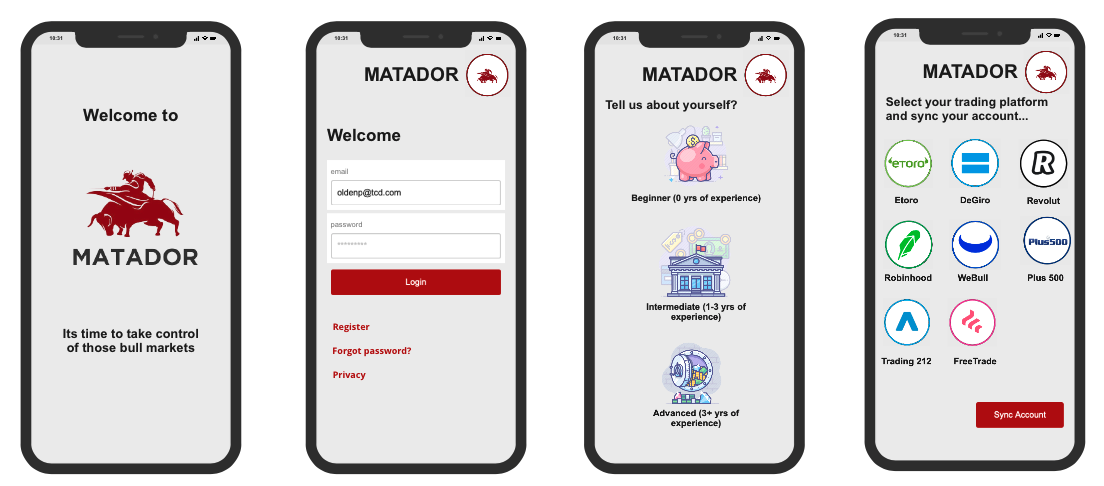 10:31
Welcome to
MATADOR
Its time to take control
of those bull markets
10:31
MATADOR
Welcome
email
oldenp@tcd.com
password
*********
Login
Register
Forgot password?
Privacy
10:31
MATADOR
Tell us about yourself?
Beginner (0 yrs of experience)
Intermediate (1-3 yrs of
experience)
Advanced (3+ yrs of
experience)
10:31
MATADOR
Select your trading platform
and sync your account...
eTORO
R
Etoro
DeGiro
Revolut
Plus500
Robinhood
WeBull
Plus 500
Trading 212
FreeTrade
Sync Account